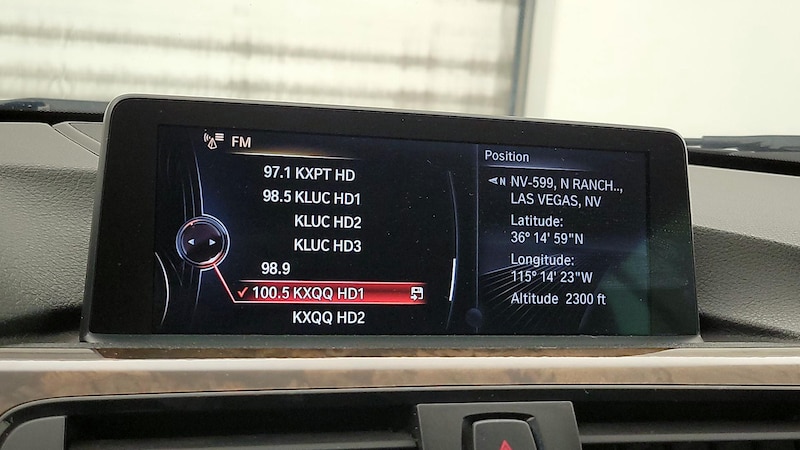 FM
97.1 KXPT HD
98.5 KLUC HD1
KLUC HD2
KLUC HD3
98.9
100.5 KXQQ HD1
KXQQ HD2
Position
N NV-599, N RANCH..,
LAS VEGAS, NV
Latitude:
36° 14' 59"N
Longitude:
115° 14' 23"W
Altitude 2300 ft